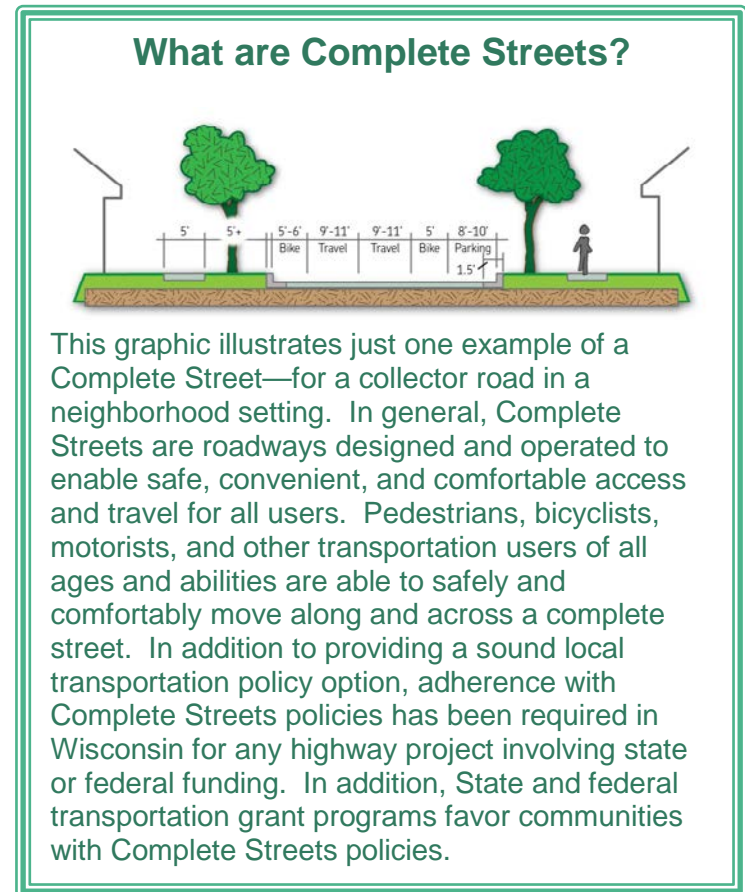 What are Complete Streets?
5' 5'+ 5'-6' 9'-11' 9'-11' 5' 8'-10'
Bike Travel Travel Bike Parking
1.5'
This graphic illustrates just one example of a
Complete Street—for a collector road in a
neighborhood setting.  In general, Complete
Streets are roadways designed and operated to
enable safe, convenient, and comfortable access
and travel for all users.  Pedestrians, bicyclists,
motorists, and other transportation users of all
ages and abilities are able to safely and
comfortably move along and across a complete
street.  In addition to providing a sound local
transportation policy option, adherence with
Complete Streets policies has been required in
Wisconsin for any highway project involving state
or federal funding.  In addition, State and federal
transportation grant programs favor communities
with Complete Streets policies.